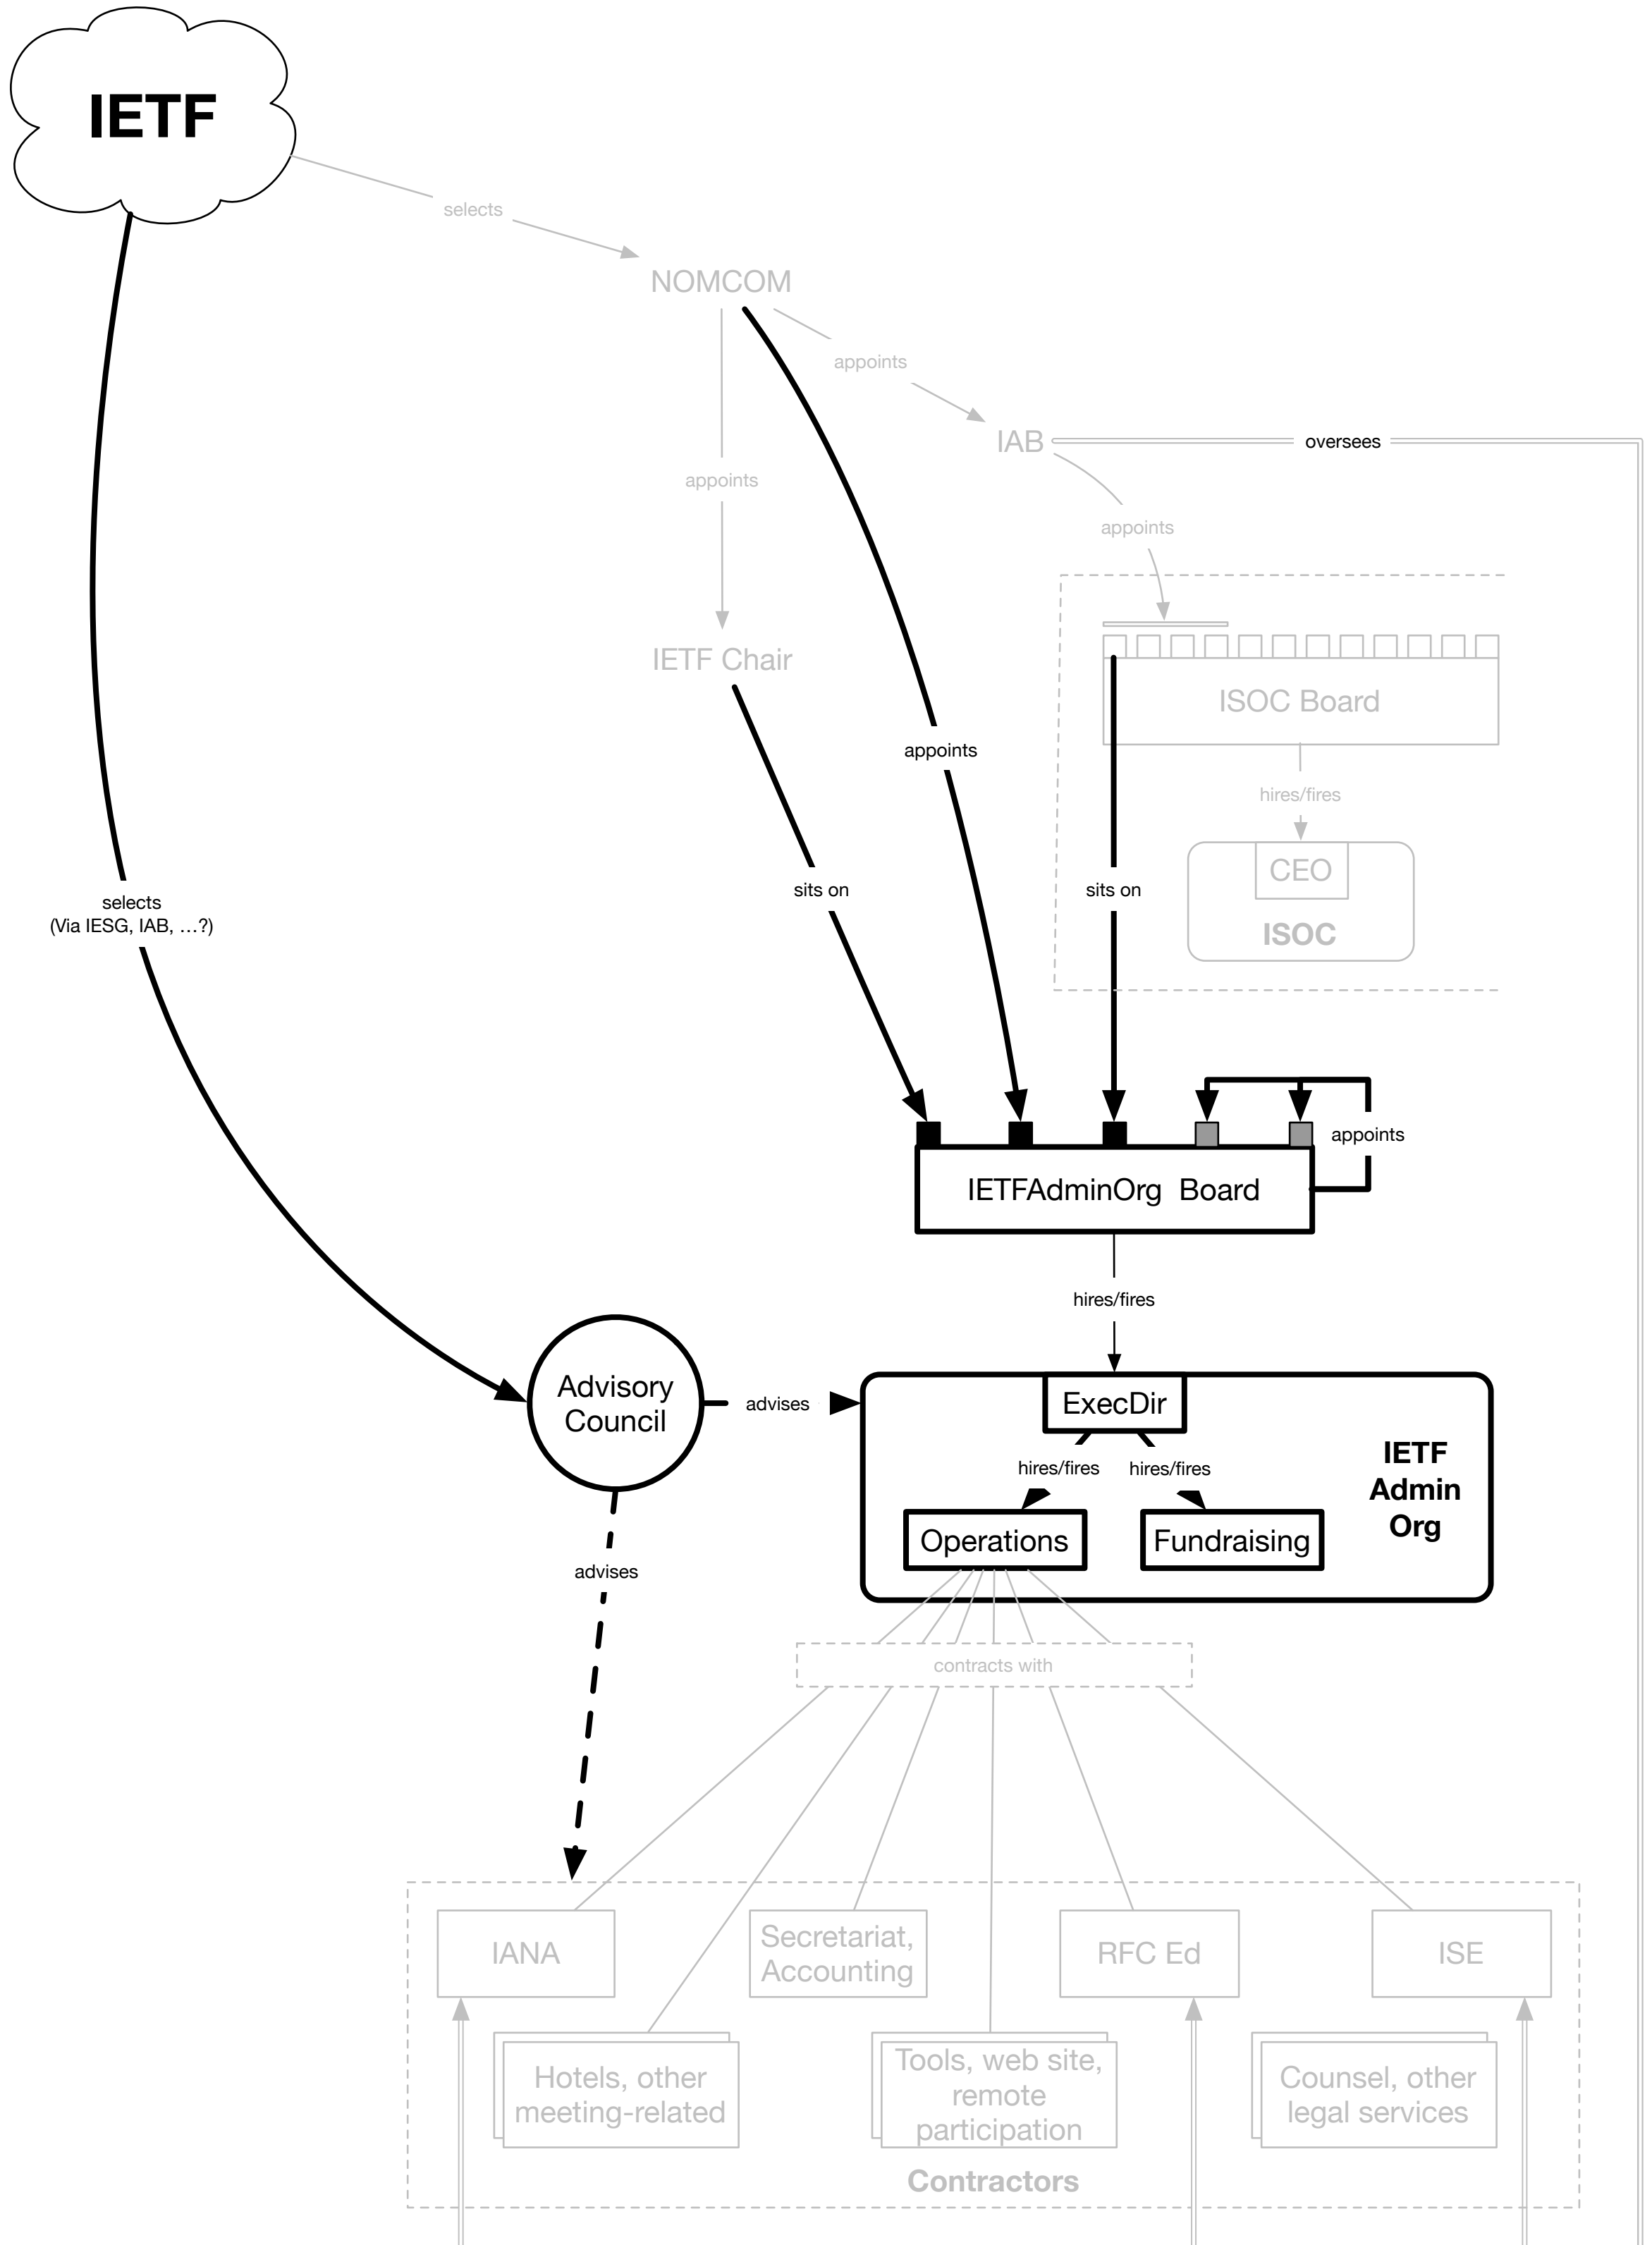 IETF
selects
NOMCOM
appoints
IAB
oversees
appoints
appoints
IETF Chair
ISOC Board
appoints
hires/fires
CEO
sits on
sits on
selects
(Via IESG, IAB, …?)
ISOC
appoints
IETFAdminOrg  Board
hires/fires
Advisory
Council
advises
ExecDir
IETF
Admin
Org
hires/fires
hires/fires
Operations
Fundraising
advises
contracts with
IANA
Secretariat,
Accounting
RFC Ed
ISE
Hotels, other
meeting-related
Tools, web site,
remote
participation
Counsel, other
legal services
Contractors